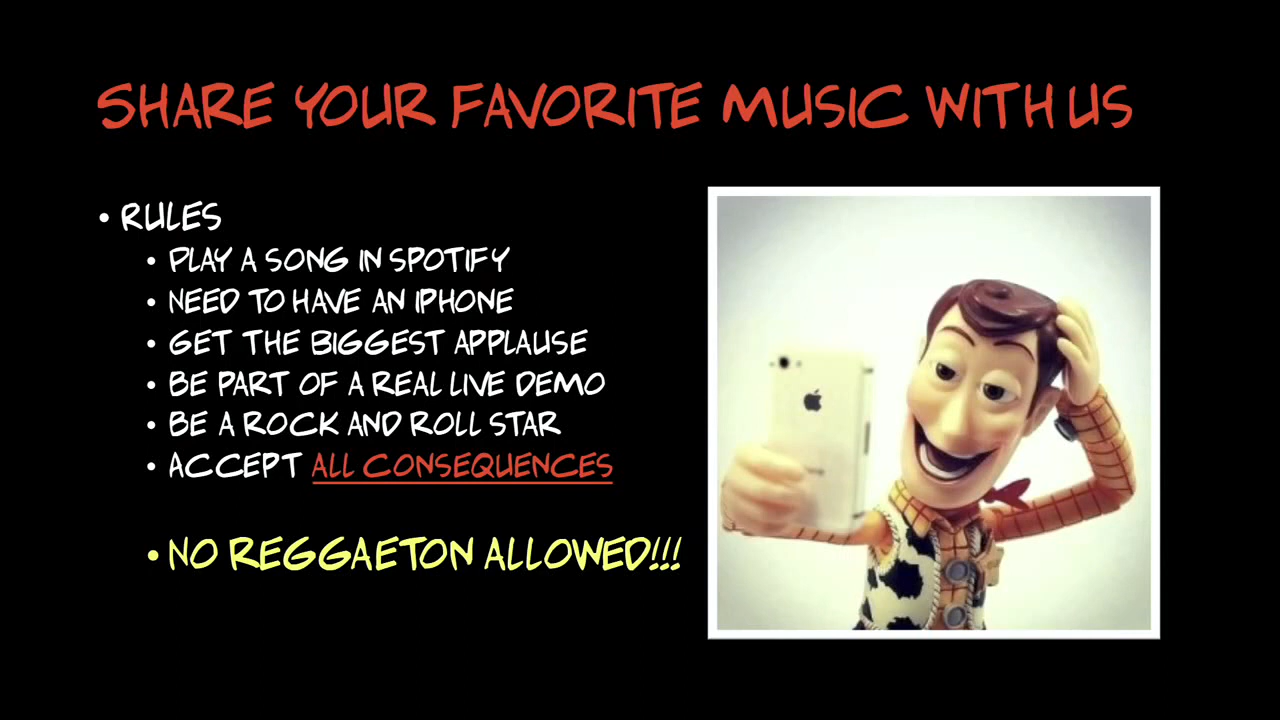 SHARE YOUR FAVORITE MUSIC WITH US
• RULES
• PLAY A SONG IN SPOTIFY
• NEED TO HAVE AN IPHONE
• GET THE BIGGEST APPLAUSE
• BE PART OF A REAL LIVE DEMO
• BE A ROCK AND ROLL STAR
• ACCEPT ALL CONSEQUENCES
• NO REGGAETON ALLOWED!!!